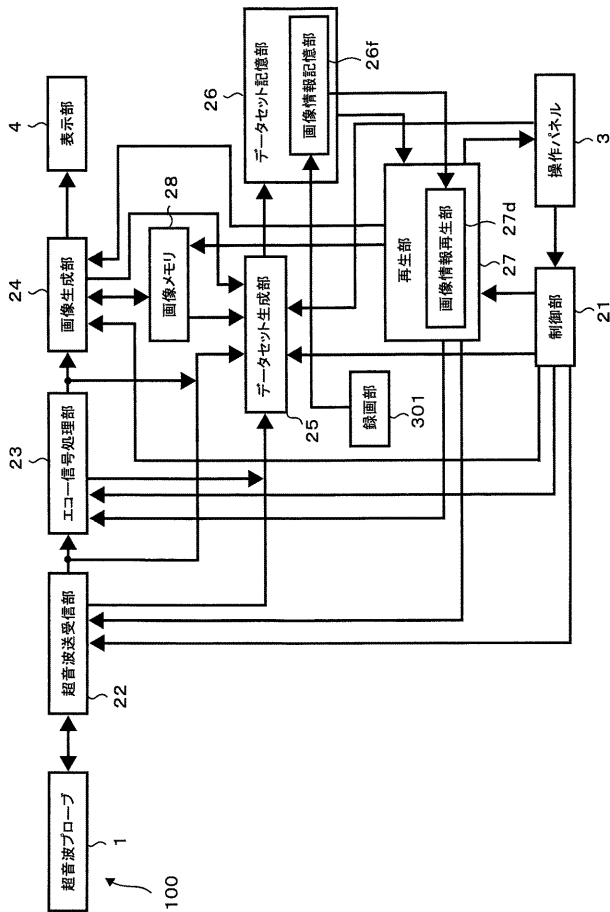 超音波プローブ
1
100
超音波送受信部
22
エコー信号処理部
23
画像生成部
24
表示部
4
画像メモリ
28
データセット生成部
25
データセット記憶部
26
画像情報記憶部
26f
録画部
301
再生部
27
画像情報再生部
27d
制御部
21
操作パネル
3